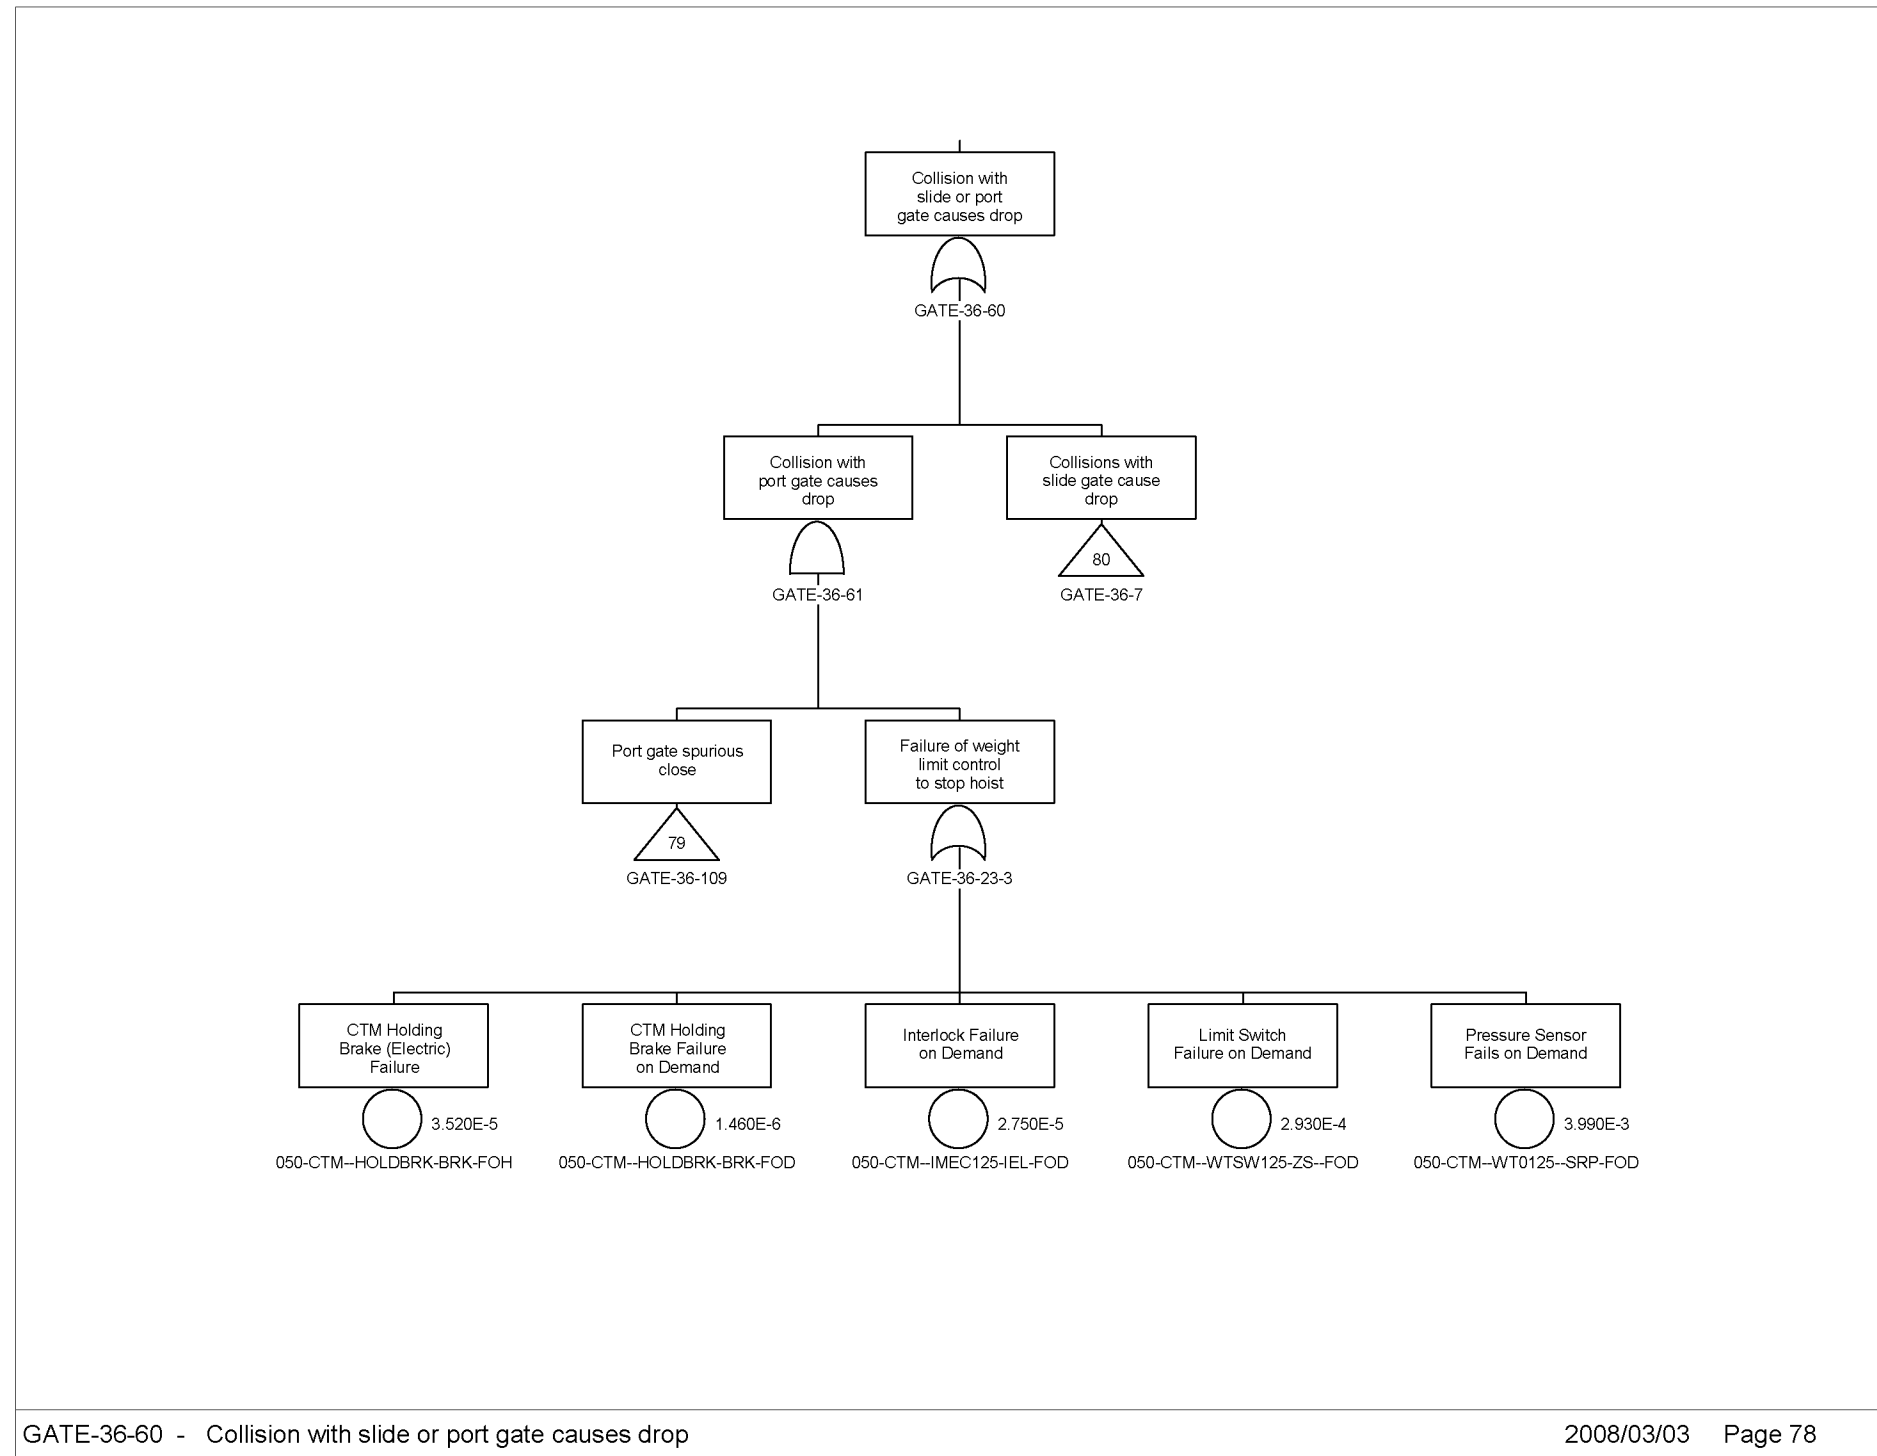 Collision with
slide or port
gate causes drop
GATE-36-60
Collision with
port gate causes
drop
GATE-36-61
Collisions with
slide gate cause
drop
80
GATE-36-7
Port gate spurious
close
79
GATE-36-109
Failure of weight
limit control
to stop hoist
GATE-36-23-3
CTM Holding
Brake (Electric)
Failure
3.520E-5
050-CTM--HOLDBRK-BRK-FOH
CTM Holding
Brake Failure
on Demand
1.460E-6
050-CTM--HOLDBRK-BRK-FOD
Interlock Failure
on Demand
2.750E-5
050-CTM--IMEC125-IEL-FOD
Limit Switch
Failure on Demand
2.930E-4
050-CTM--WTSW125-ZS--FOD
Pressure Sensor
Fails on Demand
3.990E-3
050-CTM--WT0125--SRP-FOD
GATE-36-60 - Collision with slide or port gate causes drop
2008/03/03 Page 78